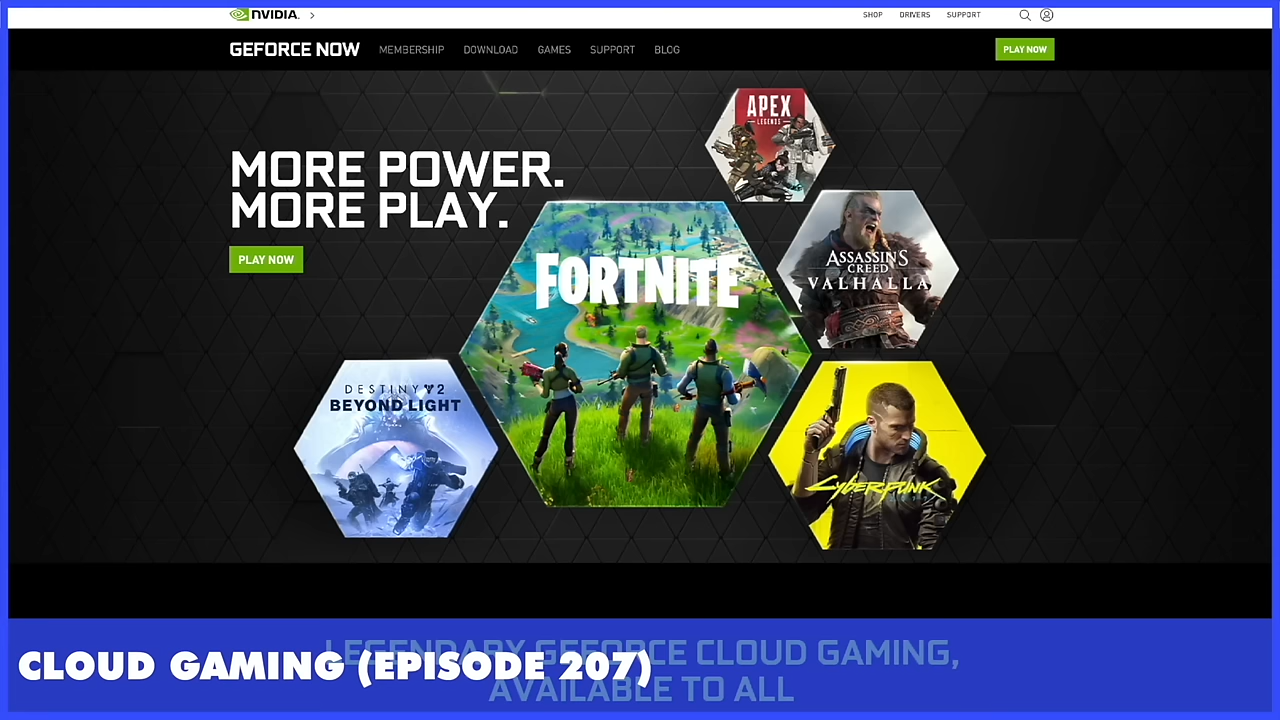 NVIDIA.
SHOP DRIVERS SUPPORT
GEFORCE NOW MEMBERSHIP DOWNLOAD GAMES SUPPORT BLOG PLAY NOW
MORE POWER.
MORE PLAY.
PLAY NOW
APEX
LEGENDS
ASSASSIN'S
CREED
VALHALLA
FORTNITE
DESTINY 2
BEYOND LIGHT
CYBERPUNK
LEGENDARY GEFORCE CLOUD GAMING,
AVAILABLE TO ALL
CLOUD GAMING (EPISODE 207)